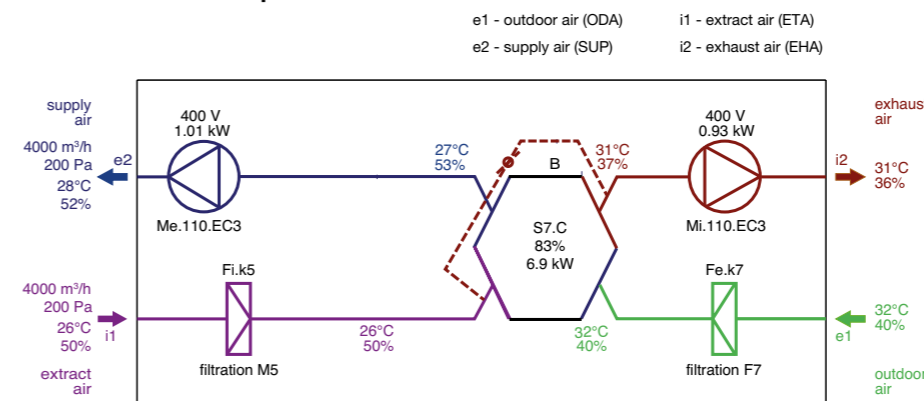 e1 - outdoor air (ODA)
i1 - extract air (ETA)
e2 - supply air (SUP)
i2 - exhaust air (EHA)
supply
air
4000 m³/h
200 Pa
28°C
52%
e2
400 V
1.01 kW
Me.110.EC3
27°C
53%
B
31°C
37%
400 V
0.93 kW
Mi.110.EC3
i2
exhaus
air
31°C
36%
S7.C
83%
6.9 kW
4000 m³/h
200 Pa
26°C
50%
i1
extract
air
Fi.k5
filtration M5
26°C
50%
32°C
40%
Fe.k7
filtration F7
e1
32°C
40%
outdoor
air